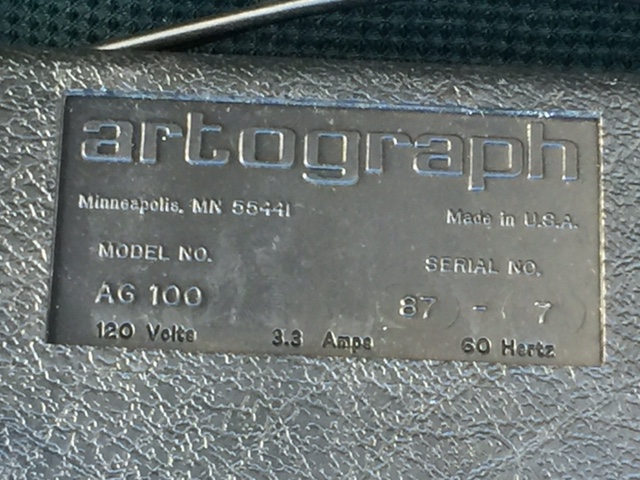 artograph
Minneapolis, MN 55441
Made in U.S.A.
MODEL NO.
SERIAL NO.
AG 100
87 - 7
120 Volts 3.3 Amps 60 Hertz